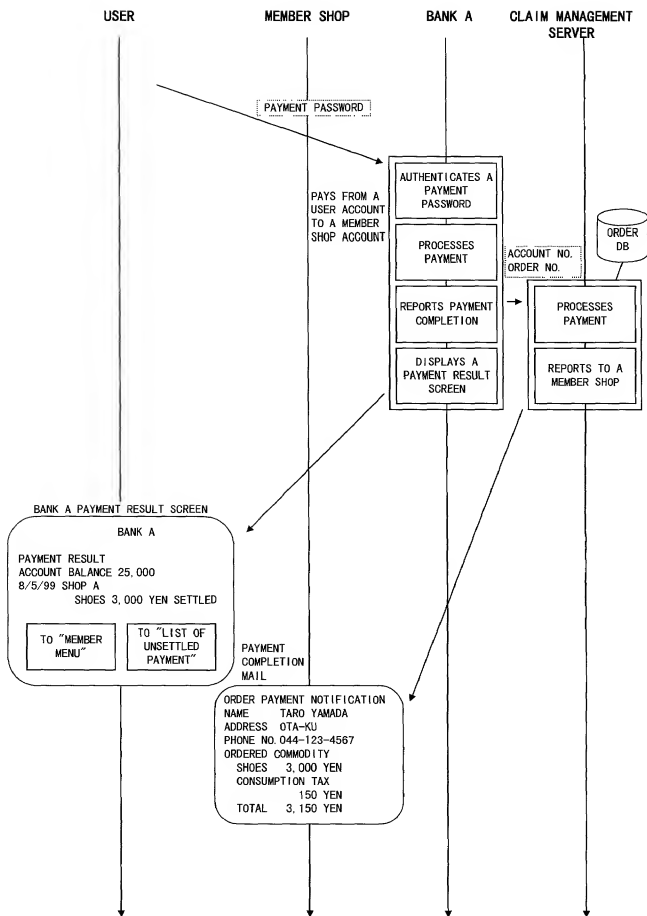 USER
MEMBER SHOP
BANK A
CLAIM MANAGEMENT
SERVER
PAYMENT PASSWORD
AUTHENTICATES A
PAYMENT
PASSWORD
PAYS FROM A
USER ACCOUNT
TO A MEMBER
SHOP ACCOUNT
PROCESSES
PAYMENT
ACCOUNT NO.
ORDER NO.
ORDER
DB
REPORTS PAYMENT
COMPLETION
PROCESSES
PAYMENT
DISPLAYS A
PAYMENT RESULT
SCREEN
REPORTS TO A
MEMBER SHOP
BANK A PAYMENT RESULT SCREEN
BANK A
PAYMENT RESULT
ACCOUNT BALANCE 25,000
8/5/99 SHOP A
SHOES 3,000 YEN SETTLED
TO "MEMBER
MENU"
TO "LIST OF
UNSETTLED
PAYMENT"
PAYMENT
COMPLETION
MAIL
ORDER PAYMENT NOTIFICATION
NAME TARO YAMADA
ADDRESS OTA-KU
PHONE NO. 044-123-4567
ORDERED COMMODITY
SHOES 3,000 YEN
CONSUMPTION TAX
150 YEN
TOTAL 3,150 YEN